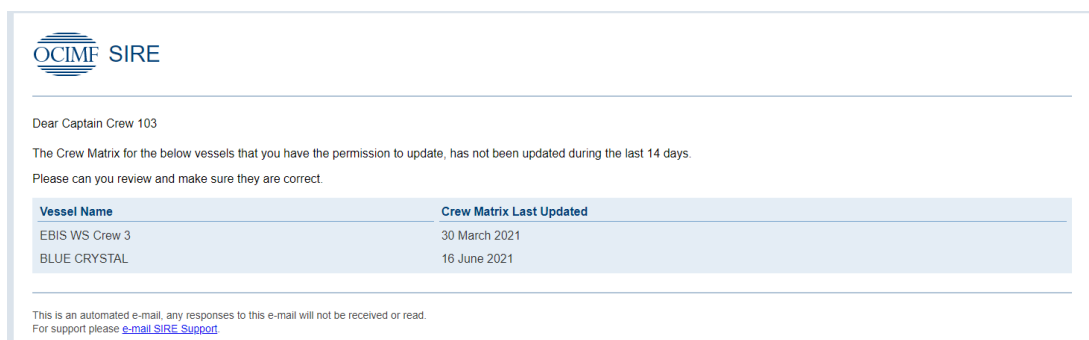 OCIMF SIRE
Dear Captain Crew 103
The Crew Matrix for the below vessels that you have the permission to update, has not been updated during the last 14 days.
Please can you review and make sure they are correct.
Vessel Name Crew Matrix Last Updated
EBIS WS Crew 3 30 March 2021
BLUE CRYSTAL 16 June 2021
This is an automated e-mail, any responses to this e-mail will not be received or read.
For support please e-mail SIRE Support.